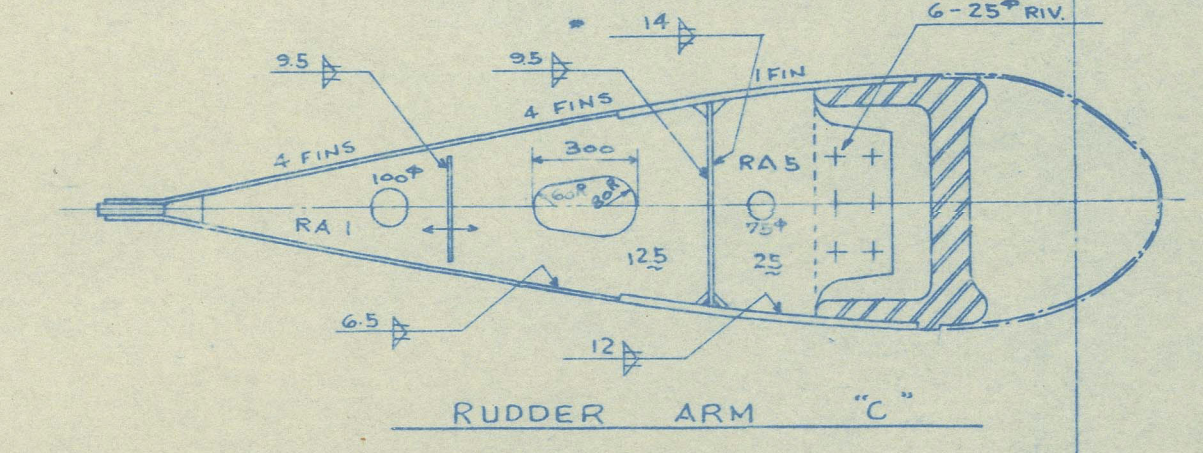 6-25φ RIV.
14
9.5
9.5
1 FIN
4 FINS
4 FINS
300
100φ
60R
80R
RA 5
RA 1
75φ
12.5
25
6.5
12
RUDDER ARM "C"